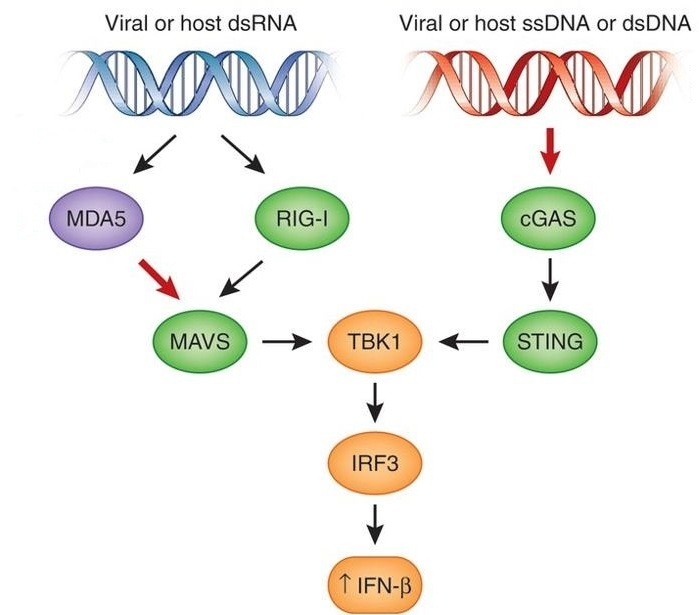 Viral or host dsRNA
Viral or host ssDNA or dsDNA
MDA5
RIG-I
cGAS
MAVS
TBK1
STING
IRF3
↑ IFN-β